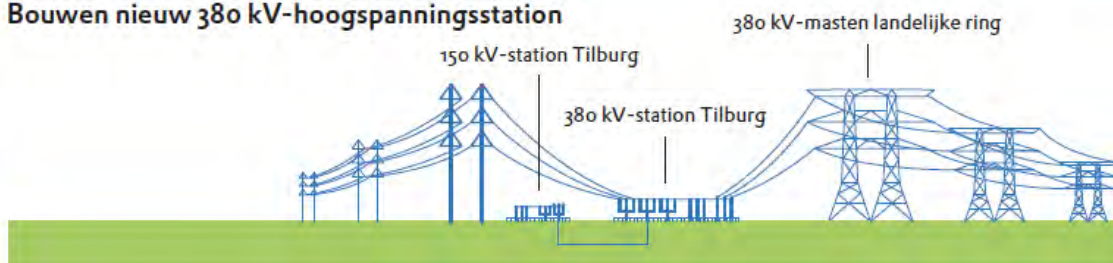 Bouwen nieuw 380 kV-hoogspanningsstation
380 kV-masten landelijke ring
150 kV-station Tilburg
380 kV-station Tilburg